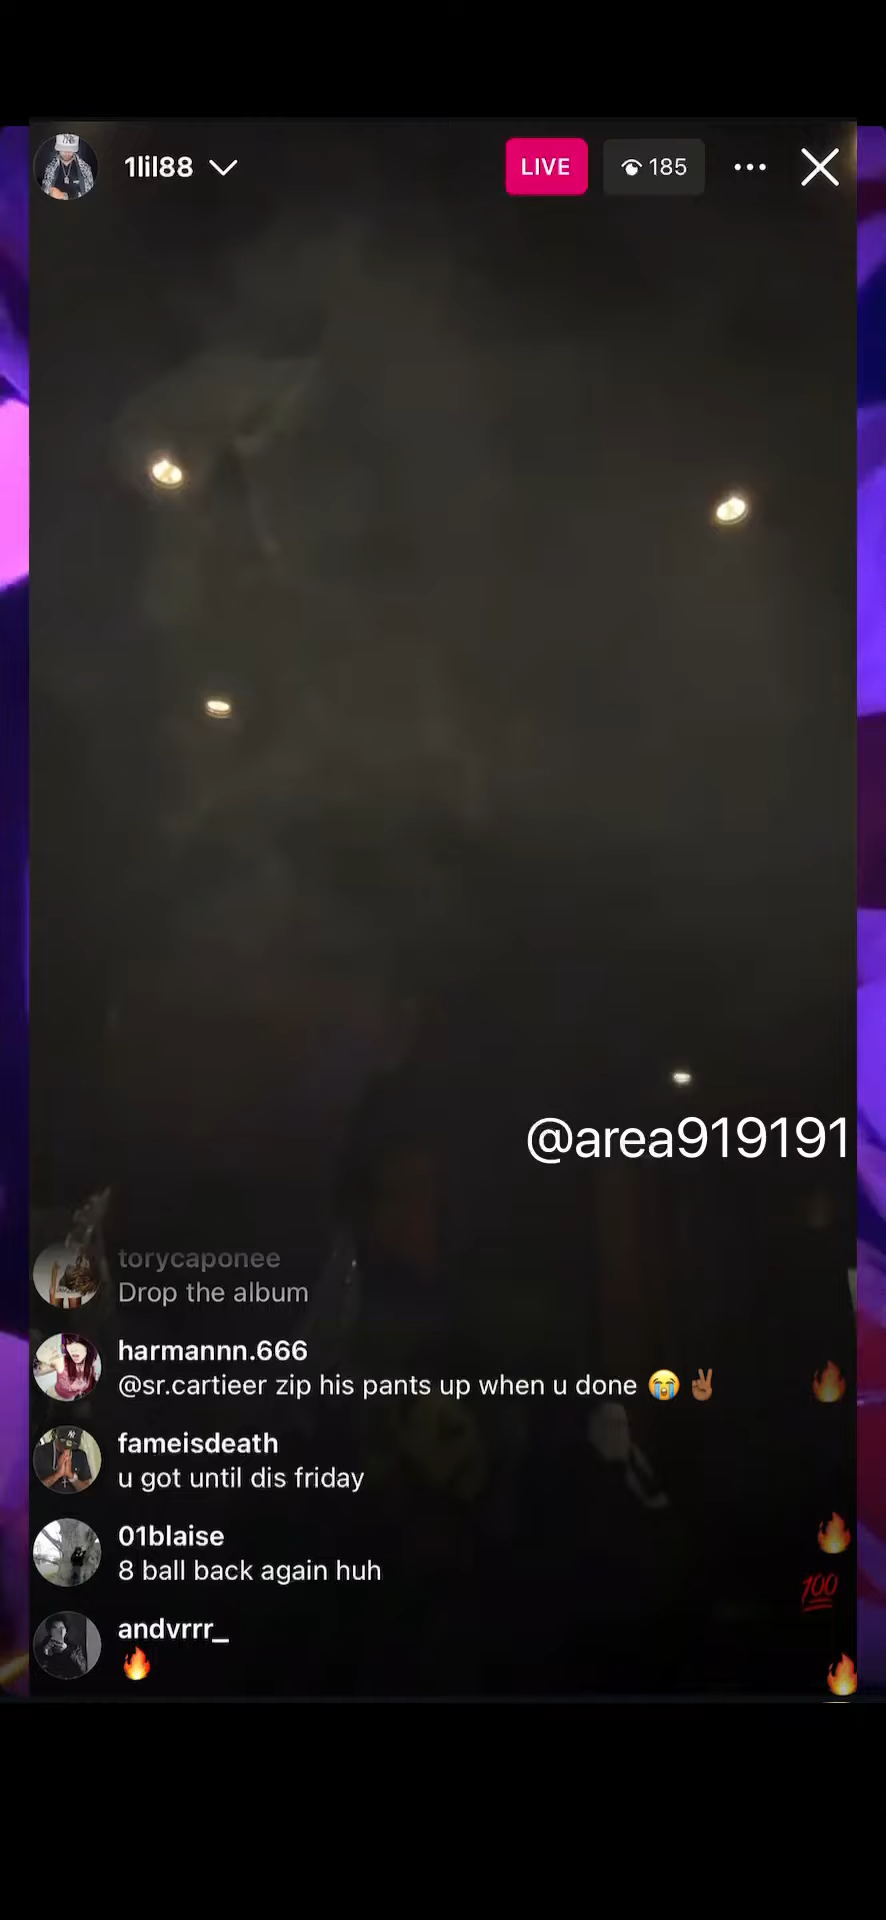 1lil88
LIVE
185
@area919191
torycaponee
Drop the album
harmannn.666
@sr.cartieer zip his pants up when u done 😭✌🏾
fameisdeath
u got until dis friday
01blaise
8 ball back again huh
💯
andvrrr_
🔥